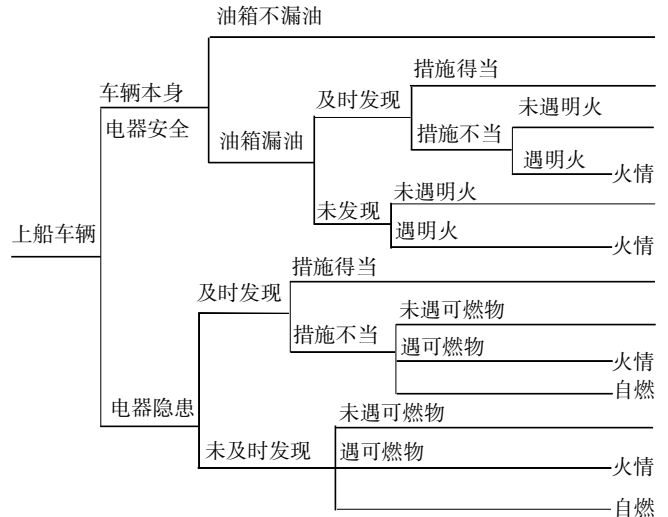 油箱不漏油
措施得当
车辆本身
及时发现
未遇明火
电器安全
措施不当
油箱漏油
遇明火
火情
未遇明火
未发现
遇明火
上船车辆
火情
措施得当
及时发现
未遇可燃物
措施不当
遇可燃物
火情
自燃
电器隐患
未遇可燃物
未及时发现
遇可燃物
火情
自燃